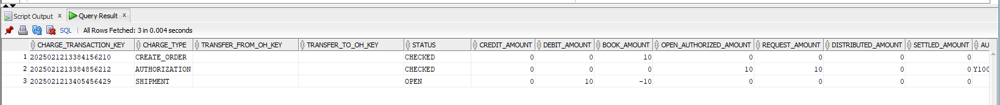 Script Output x Query Result x
SQL | All Rows Fetched: 3 in 0.004 seconds
CHARGE_TRANSACTION_KEY CHARGE_TYPE TRANSFER_FROM_OH_KEY TRANSFER_TO_OH_KEY STATUS CREDIT_AMOUNT DEBIT_AMOUNT BOOK_AMOUNT OPEN_AUTHORIZED_AMOUNT REQUEST_AMOUNT DISTRIBUTED_AMOUNT SETTLED_AMOUNT AU
1 2025021213384156210 CREATE_ORDER CHECKED 0 0 10 0 0 0 0
2 2025021213384856212 AUTHORIZATION CHECKED 0 0 0 10 10 0 0 Y100
3 2025021213405456429 SHIPMENT OPEN 0 10 -10 0 0 0 0